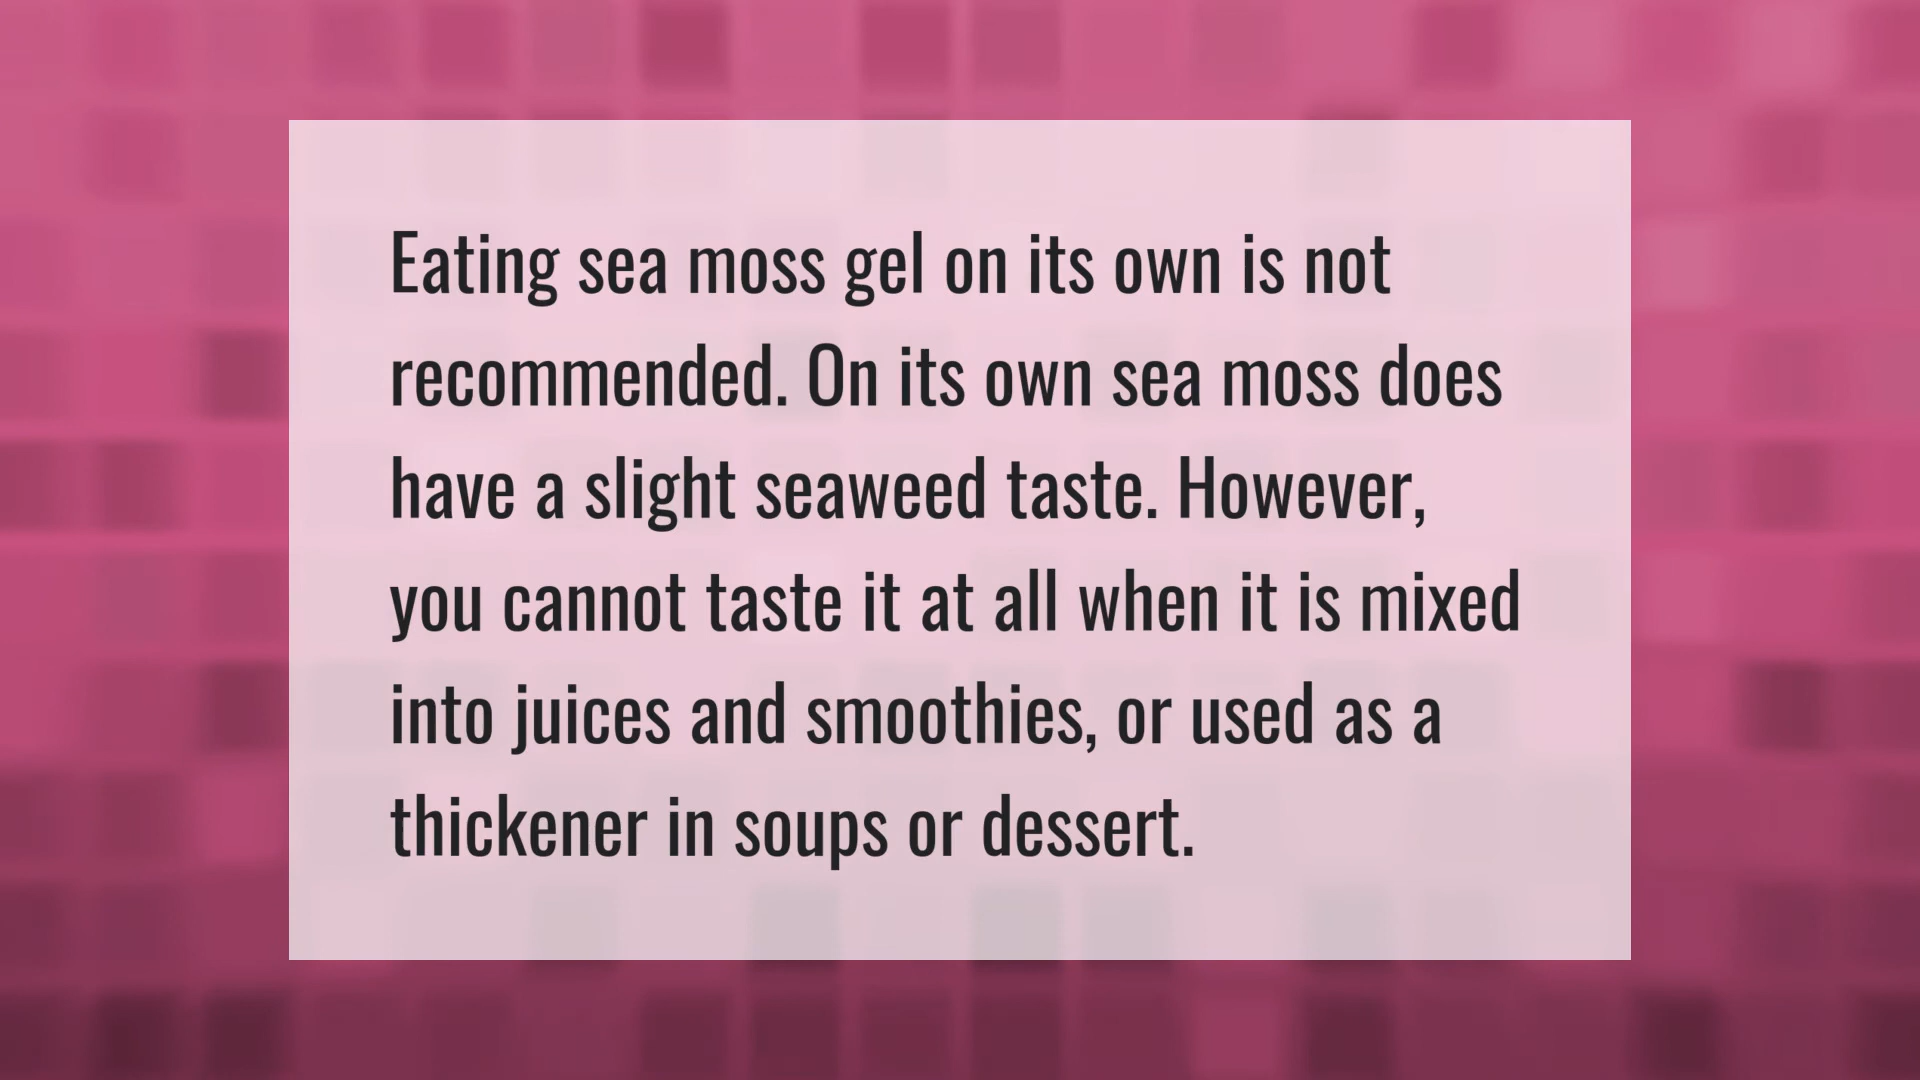 Eating sea moss gel on its own is not
recommended. On its own sea moss does
have a slight seaweed taste. However,
you cannot taste it at all when it is mixed
into juices and smoothies, or used as a
thickener in soups or dessert.